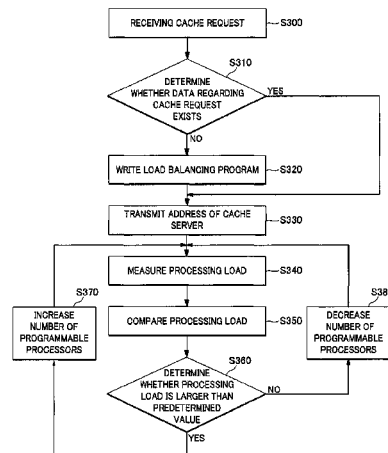 RECEIVING CACHE REQUEST
S300
S310
DETERMINE
WHETHER DATA REGARDING
CACHE REQUEST
EXISTS
YES
NO
WRITE LOAD BALANCING PROGRAM
S320
TRANSMIT ADDRESS OF CACHE
SERVER
S330
MEASURE PROCESSING LOAD
S340
S370
INCREASE
NUMBER OF
PROGRAMMABLE
PROCESSORS
COMPARE PROCESSING LOAD
S350
S38
DECREASE
NUMBER OF
PROGRAMMABLE
PROCESSORS
S360
DETERMINE
WHETHER PROCESSING
LOAD IS LARGER THAN
PREDETERMINED
VALUE
NO
YES